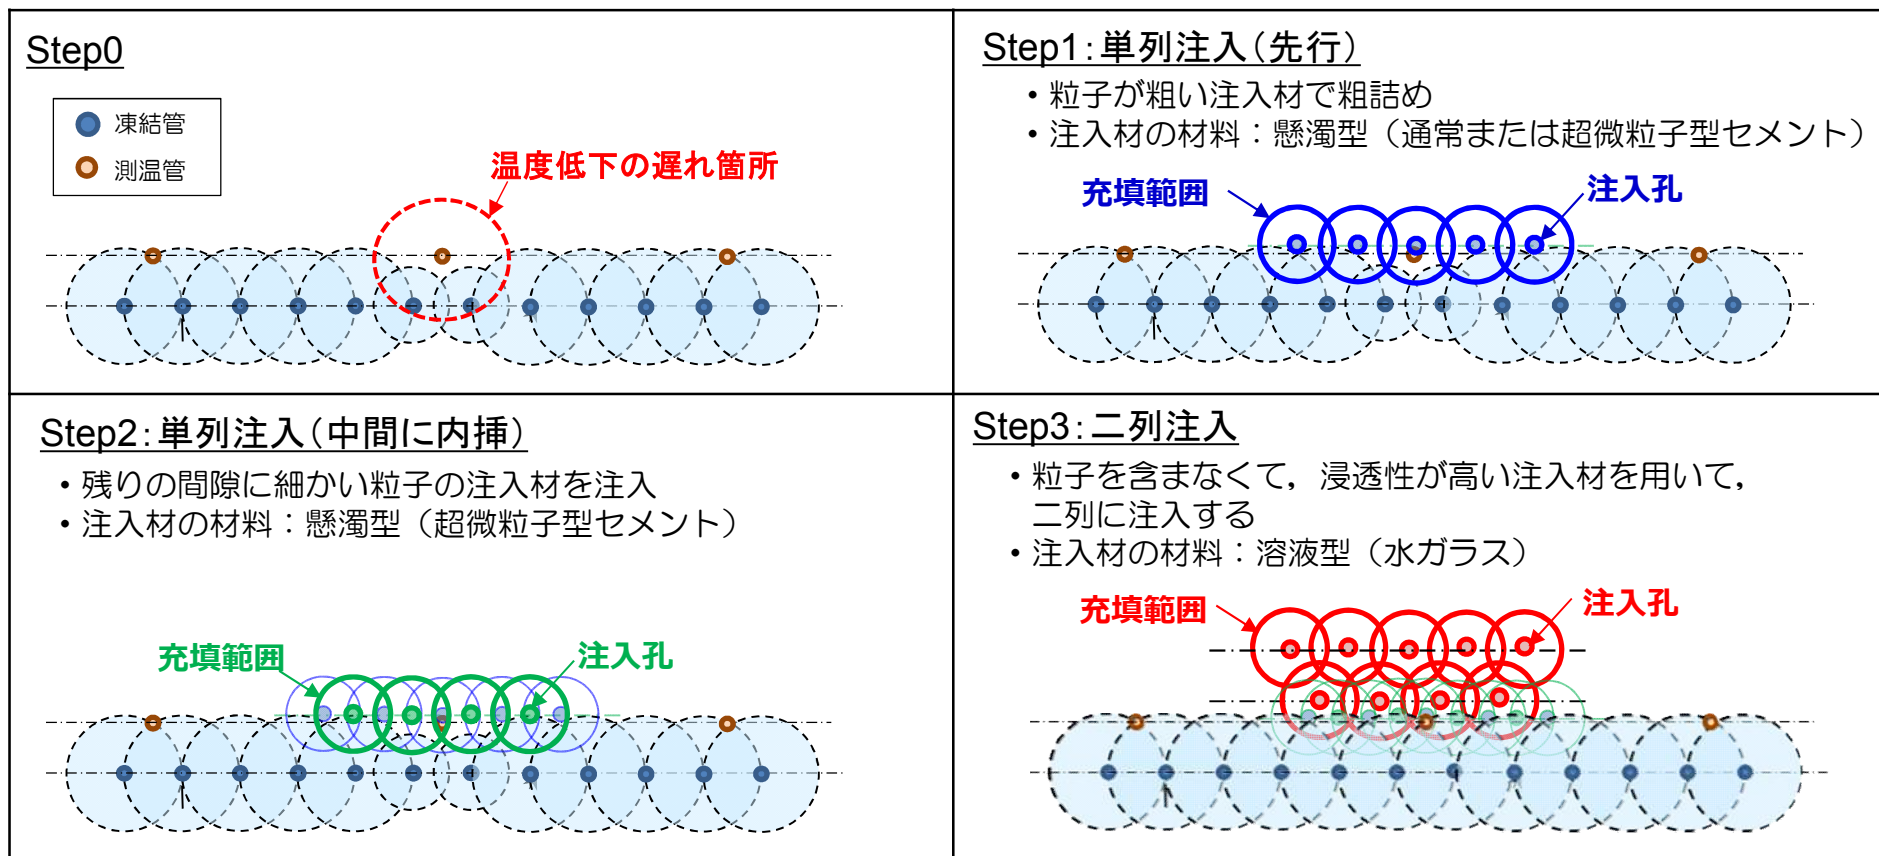 Step0
凍結管
測温管
温度低下の遅れ箇所
Step1：単列注入（先行）
・粒子が粗い注入材で粗詰め
・注入材の材料：懸濁型（通常または超微粒子型セメント）
充填範囲
注入孔
Step2：単列注入（中間に内挿）
・残りの間隙に細かい粒子の注入材を注入
・注入材の材料：懸濁型（超微粒子型セメント）
充填範囲
注入孔
Step3：二列注入
・粒子を含まなくて，浸透性が高い注入材を用いて，
二列に注入する
・注入材の材料：溶液型（水ガラス）
充填範囲
注入孔